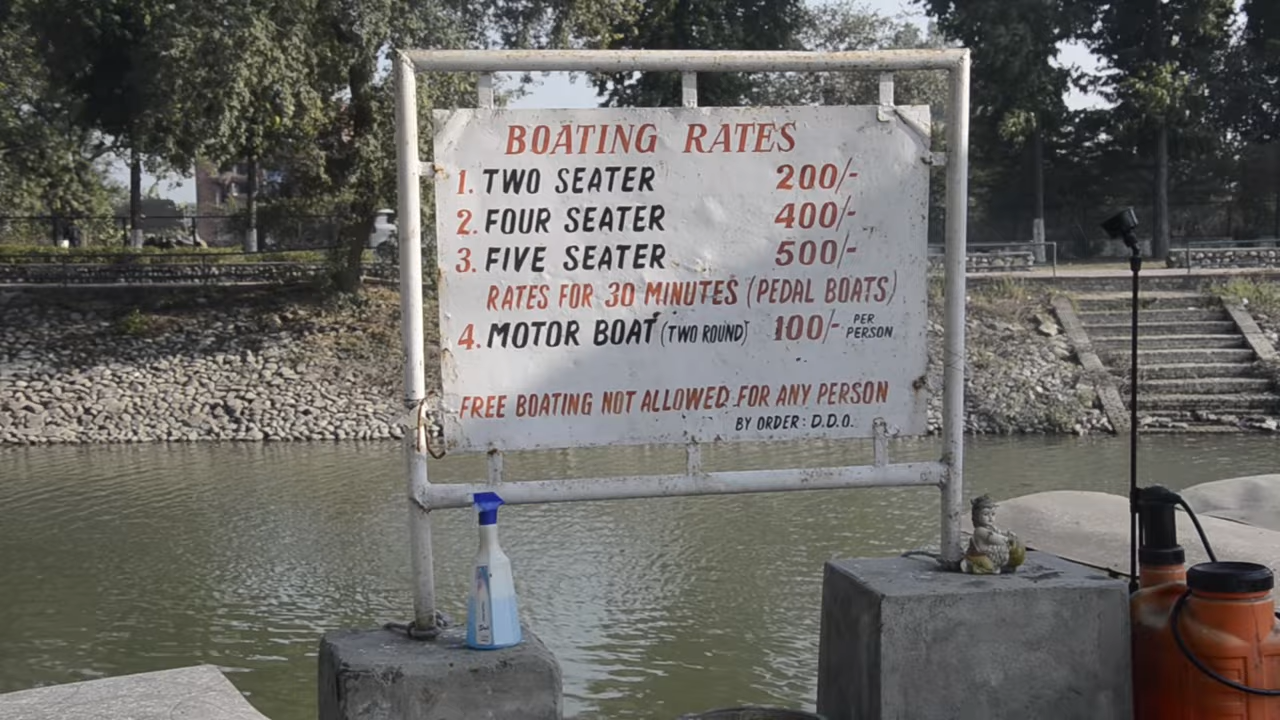 BOATING RATES
1. TWO SEATER 200/-
2. FOUR SEATER 400/-
3. FIVE SEATER 500/-
RATES FOR 30 MINUTES (PEDAL BOATS)
4. MOTOR BOAT (TWO ROUND) 100/- PER PERSON
FREE BOATING NOT ALLOWED FOR ANY PERSON
BY ORDER: D.D.O.